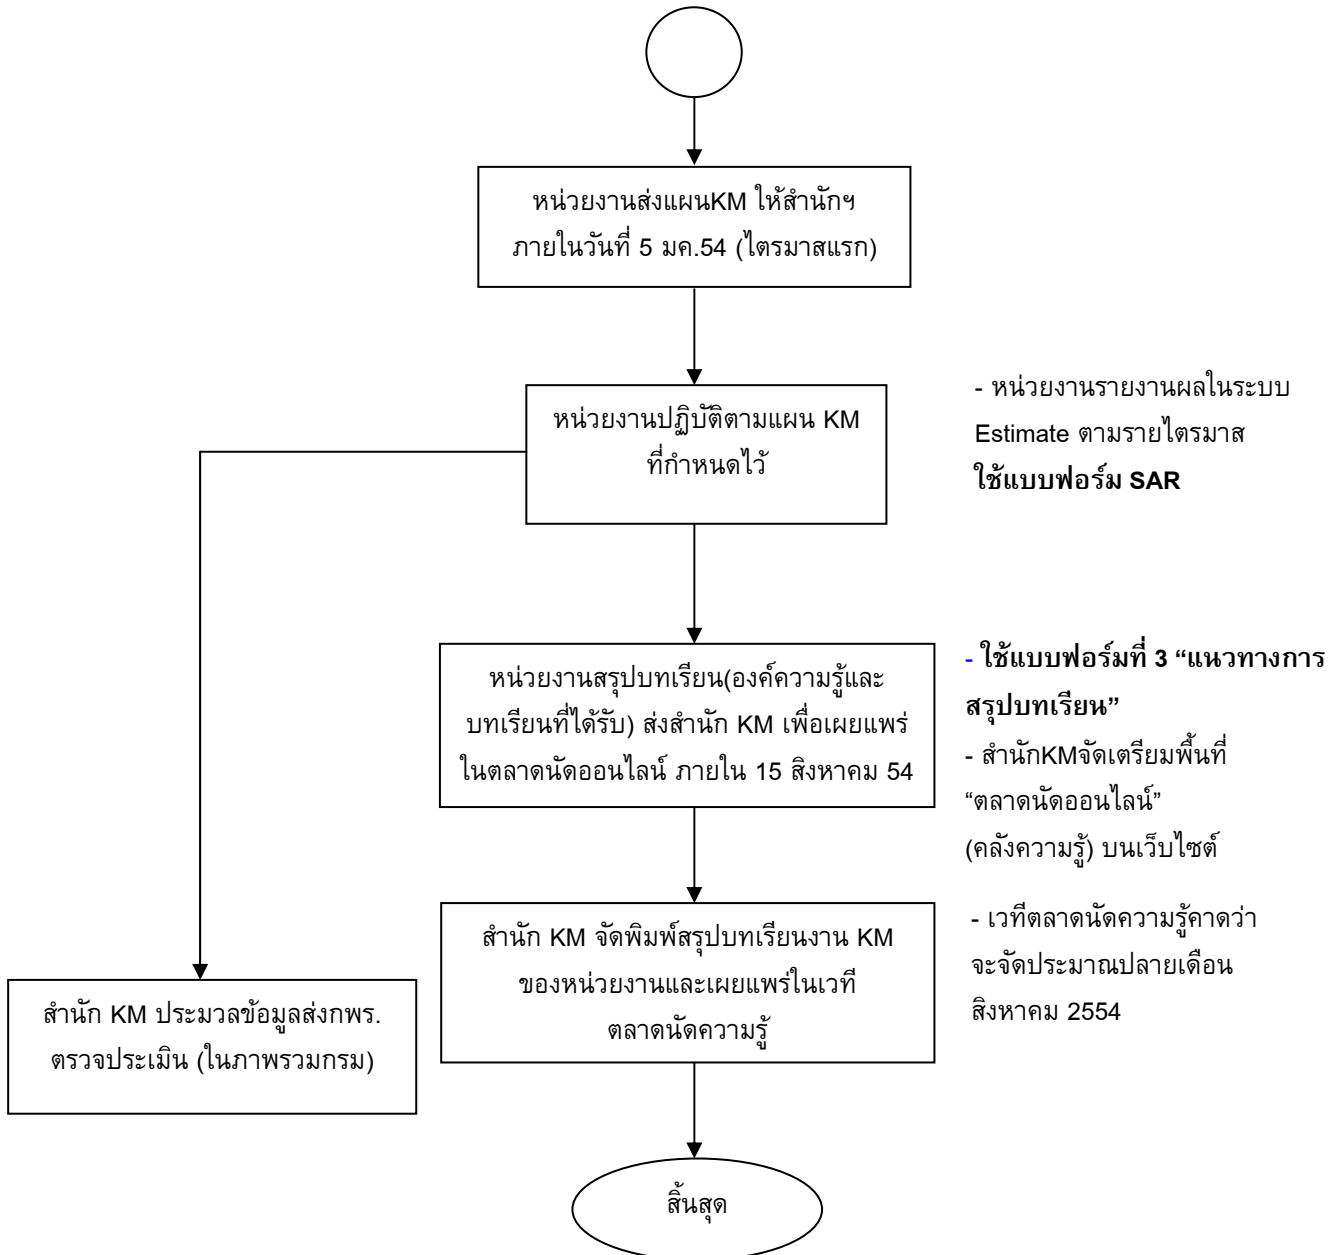 หน่วยงานส่งแผนKM ให้สำนักฯ
ภายในวันที่ 5 มค.54 (ไตรมาสแรก)
หน่วยงานปฏิบัติตามแผน KM
ที่กำหนดไว้
- หน่วยงานรายงานผลในระบบ
Estimate ตามรายไตรมาส
ใช้แบบฟอร์ม SAR
หน่วยงานสรุปบทเรียน(องค์ความรู้และ
บทเรียนที่ได้รับ) ส่งสำนัก KM เพื่อเผยแพร่
ในตลาดนัดออนไลน์ ภายใน 15 สิงหาคม 54
- ใช้แบบฟอร์มที่ 3 “แนวทางการ
สรุปบทเรียน”
- สำนักKMจัดเตรียมพื้นที่
“ตลาดนัดออนไลน์”
(คลังความรู้) บนเว็บไซต์
สำนัก KM จัดพิมพ์สรุปบทเรียนงาน KM
ของหน่วยงานและเผยแพร่ในเวที
ตลาดนัดความรู้
- เวทีตลาดนัดความรู้คาดว่า
จะจัดประมาณปลายเดือน
สิงหาคม 2554
สำนัก KM ประมวลข้อมูลส่งกพร.
ตรวจประเมิน (ในภาพรวมกรม)
สิ้นสุด